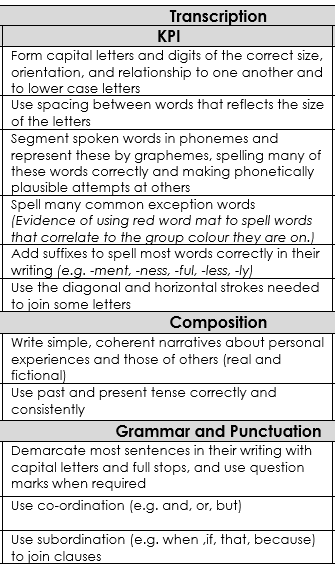 Transcription
KPI
Form capital letters and digits of the correct size,
orientation, and relationship to one another and
to lower case letters
Use spacing between words that reflects the size
of the letters
Segment spoken words in phonemes and
represent these by graphemes, spelling many of
these words correctly and making phonetically
plausible attempts at others
Spell many common exception words
(Evidence of using red word mat to spell words
that correlate to the group colour they are on.)
Add suffixes to spell most words correctly in their
writing (e.g. -ment, -ness, -ful, -less, -ly)
Use the diagonal and horizontal strokes needed
to join some letters
Composition
Write simple, coherent narratives about personal
experiences and those of others (real and
fictional)
Use past and present tense correctly and
consistently
Grammar and Punctuation
Demarcate most sentences in their writing with
capital letters and full stops, and use question
marks when required
Use co-ordination (e.g. and, or, but)
Use subordination (e.g. when ,if, that, because)
to join clauses